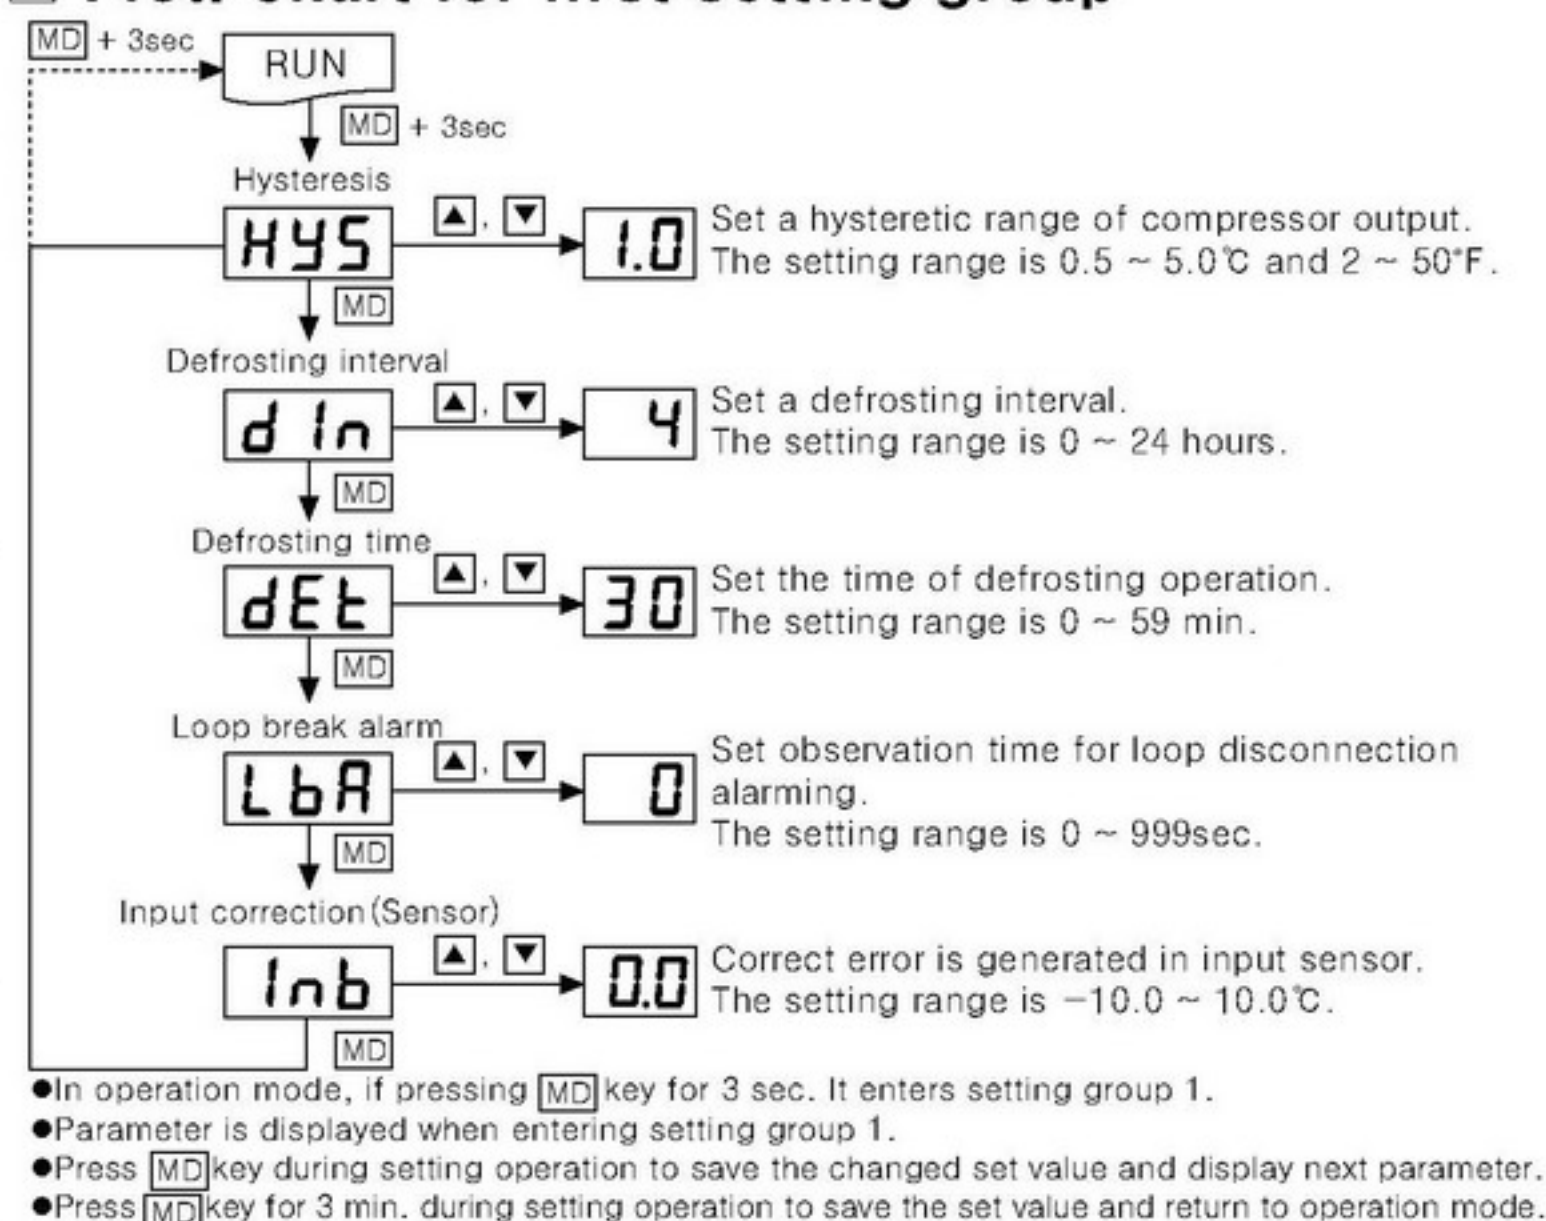 Flow chart for first setting group
MD + 3sec
RUN
MD + 3sec
Hysteresis
HYS
▲, ▼
1.0
Set a hysteretic range of compressor output.
The setting range is 0.5 ~ 5.0℃ and 2 ~ 50°F.
MD
Defrosting interval
dIn
▲, ▼
4
Set a defrosting interval.
The setting range is 0 ~ 24 hours.
MD
Defrosting time
dEt
▲, ▼
30
Set the time of defrosting operation.
The setting range is 0 ~ 59 min.
MD
Loop break alarm
LbA
▲, ▼
0
Set observation time for loop disconnection
alarming.
The setting range is 0 ~ 999sec.
MD
Input correction(Sensor)
Inb
▲, ▼
0.0
Correct error is generated in input sensor.
The setting range is −10.0 ~ 10.0℃.
MD
●In operation mode, if pressing MD key for 3 sec. It enters setting group 1.
●Parameter is displayed when entering setting group 1.
●Press MD key during setting operation to save the changed set value and display next parameter.
●Press MD key for 3 min. during setting operation to save the set value and return to operation mode.